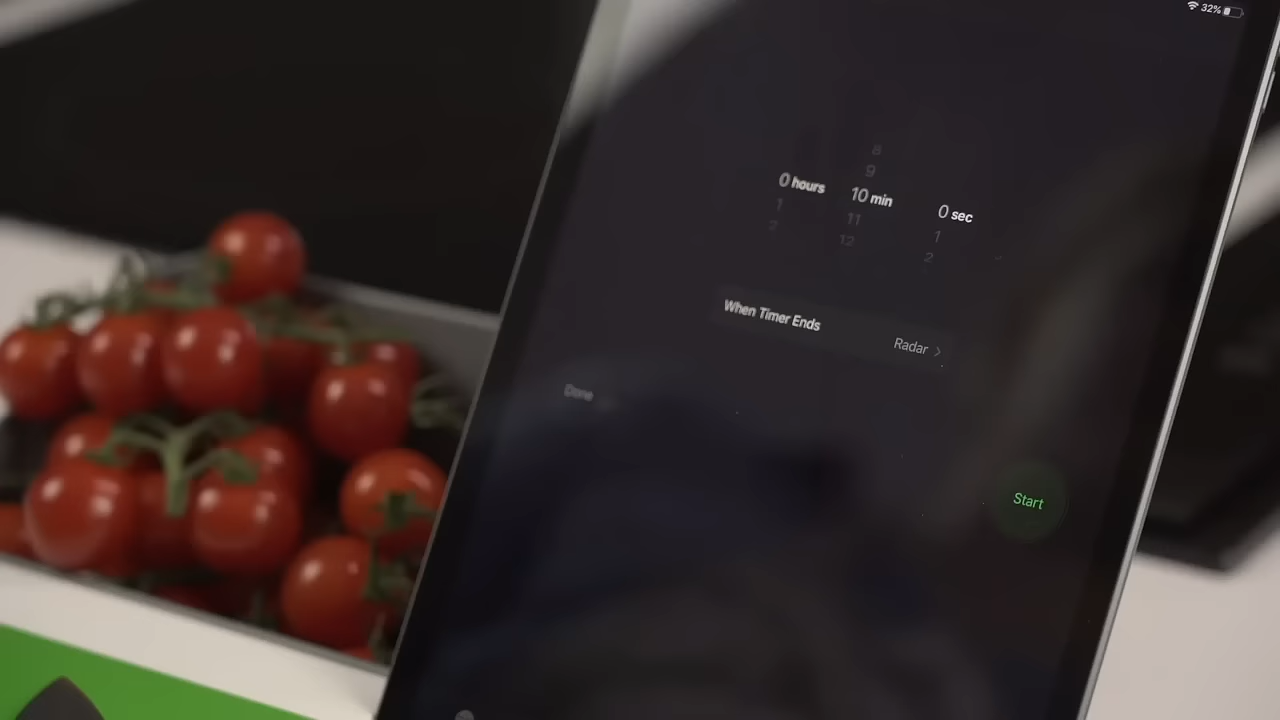 32%
8
9
0 hours 10 min 0 sec
1 11 1
2 12 2
When Timer Ends
Radar >
Done
Start